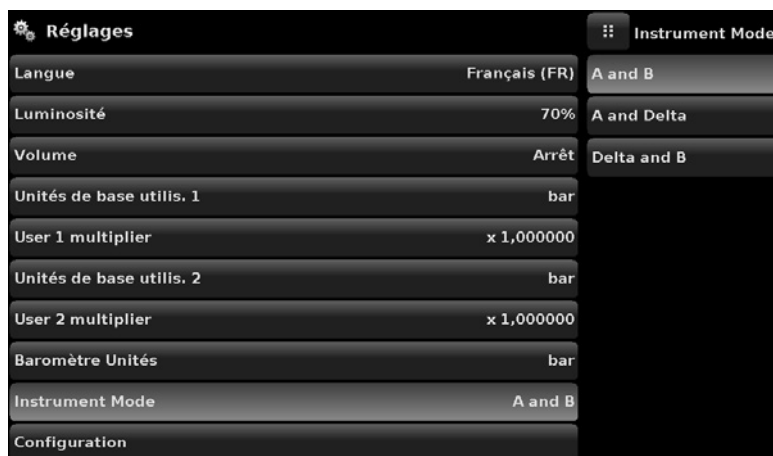 Réglages
Langue Français (FR)
Luminosité 70%
Volume Arrêt
Unités de base utilis. 1 bar
User 1 multiplier x 1,000000
Unités de base utilis. 2 bar
User 2 multiplier x 1,000000
Baromètre Unités bar
Instrument Mode A and B
Configuration
Instrument Mode
A and B
A and Delta
Delta and B